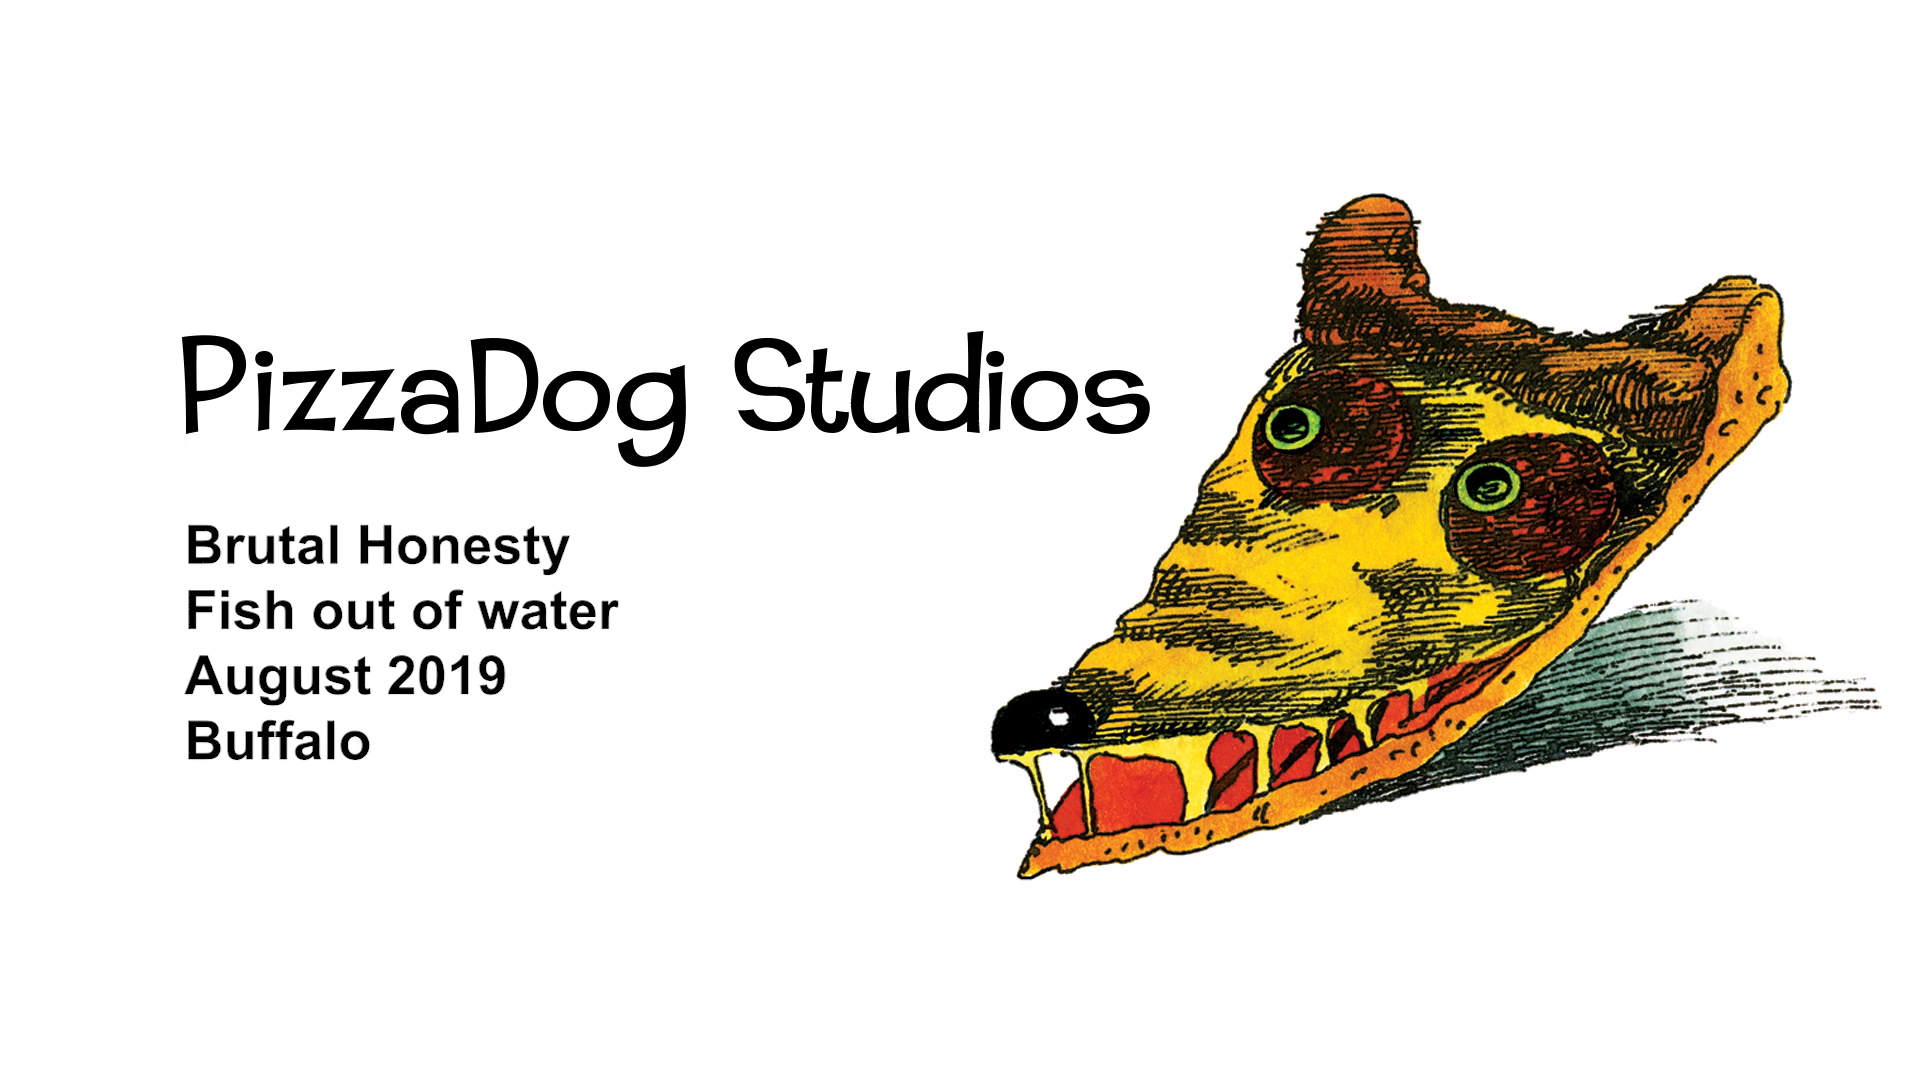 PizzaDog Studios
Brutal Honesty
Fish out of water
August 2019
Buffalo